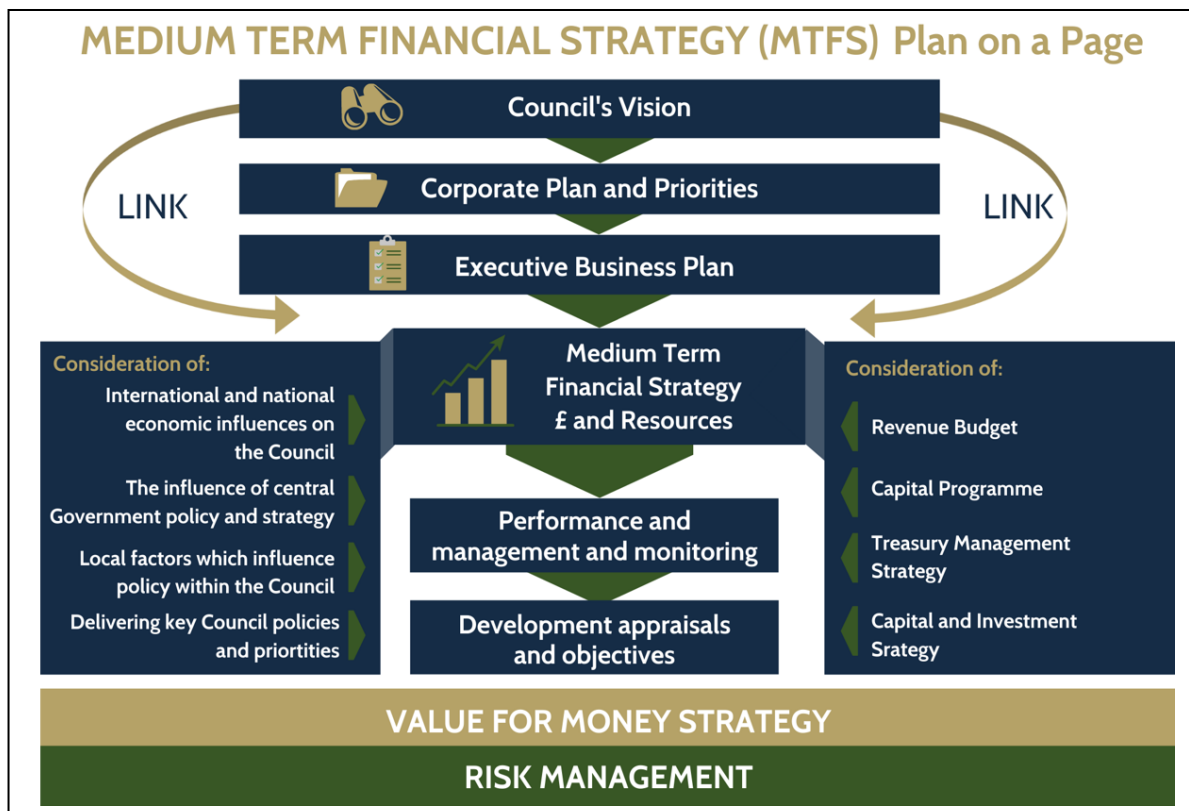 MEDIUM TERM FINANCIAL STRATEGY (MTFS) Plan on a Page
Council's Vision
LINK
LINK
Corporate Plan and Priorities
Executive Business Plan
Medium Term
Financial Strategy
£ and Resources
Consideration of:
International and national
economic influences on
the Council
The influence of central
Government policy and strategy
Local factors which influence
policy within the Council
Delivering key Council policies
and priortities
Performance and
management and monitoring
Development appraisals
and objectives
Consideration of:
Revenue Budget
Capital Programme
Treasury Management
Strategy
Capital and Investment
Srategy
VALUE FOR MONEY STRATEGY
RISK MANAGEMENT